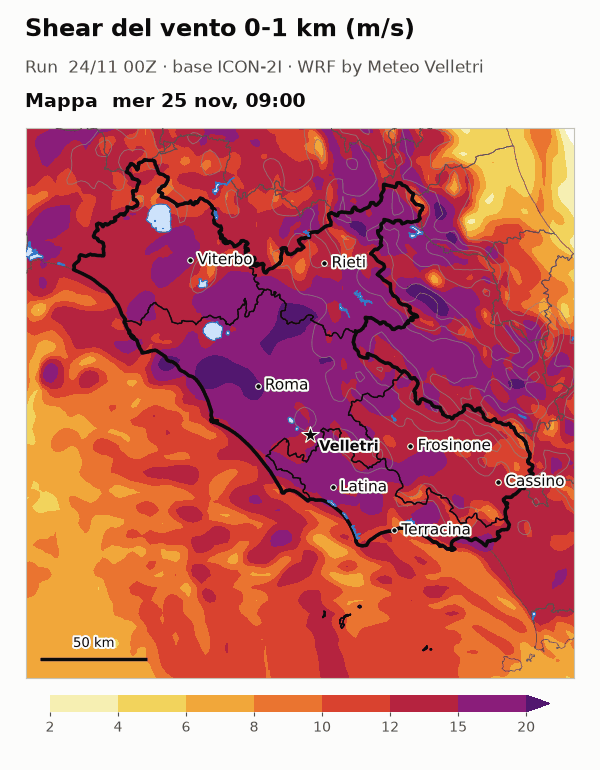 Shear del vento 0-1 km (m/s)
Run  24/11 00Z · base ICON-2I · WRF by Meteo Velletri
Mappa  mer 25 nov, 09:00
Viterbo
Rieti
Roma
Velletri
Frosinone
Cassino
Latina
Terracina
50 km
2 4 6 8 10 12 15 20